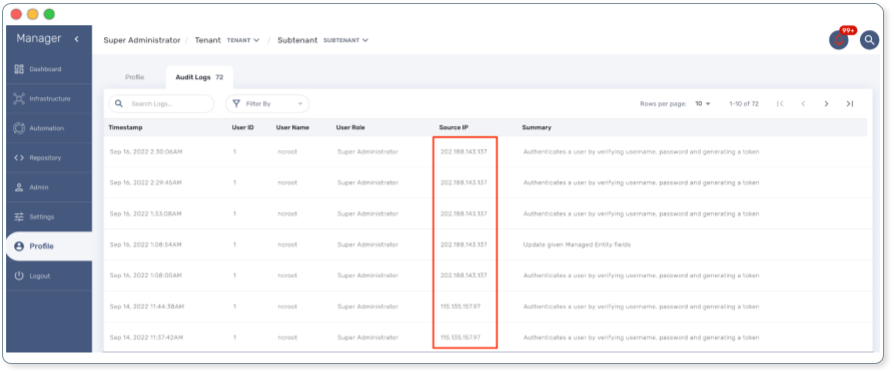 Manager
Super Administrator / Tenant TENANT / Subtenant SUBTENANT
99+
Dashboard
Infrastructure
Automation
Repository
Admin
Settings
Profile
Logout
Profile Audit Logs 72
Search Logs... Filter By Rows per page: 10 1-10 of 72
Timestamp User ID User Name User Role Source IP Summary
Sep 16, 2022 2:30:06AM 1 ncroot Super Administrator 202.188.143.137 Authenticates a user by verifying username, password and generating a token
Sep 16, 2022 2:29:45AM 1 ncroot Super Administrator 202.188.143.137 Authenticates a user by verifying username, password and generating a token
Sep 16, 2022 1:33:08AM 1 ncroot Super Administrator 202.188.143.137 Authenticates a user by verifying username, password and generating a token
Sep 16, 2022 1:08:54AM 1 ncroot Super Administrator 202.188.143.137 Update given Managed Entity fields
Sep 16, 2022 1:08:00AM 1 ncroot Super Administrator 202.188.143.137 Authenticates a user by verifying username, password and generating a token
Sep 14, 2022 11:44:38AM 1 ncroot Super Administrator 115.135.157.97 Authenticates a user by verifying username, password and generating a token
Sep 14, 2022 11:37:42AM 1 ncroot Super Administrator 115.135.157.97 Authenticates a user by verifying username, password and generating a token